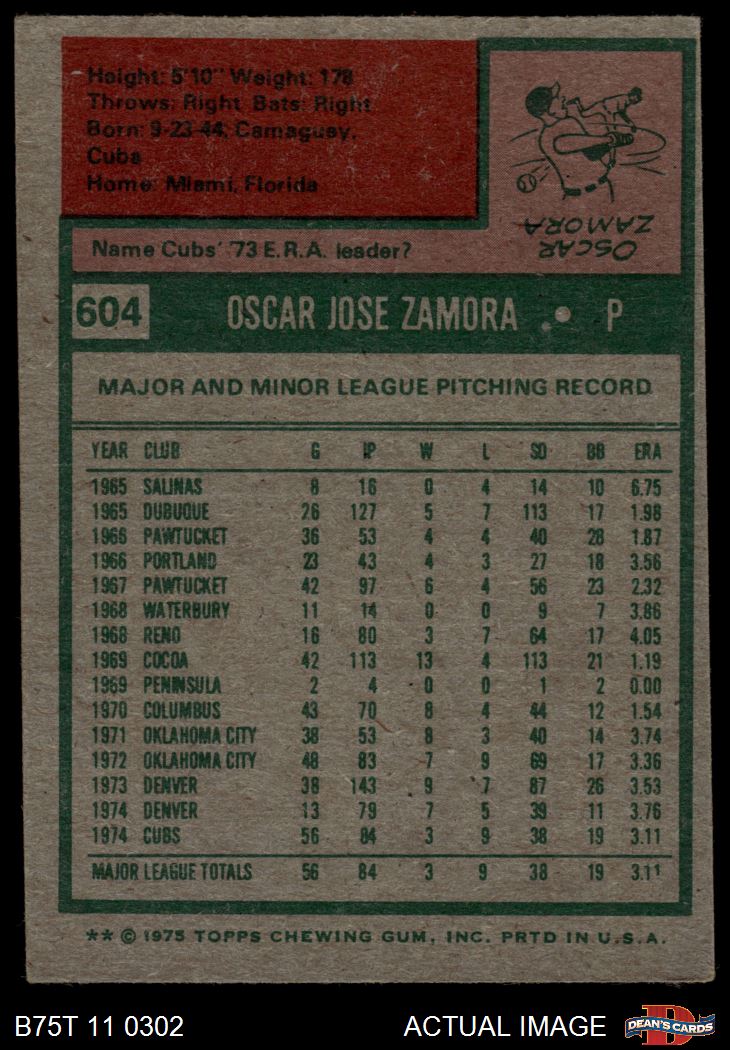 Height: 5'10" Weight: 178
Throws: Right Bats: Right
Born: 9-23-44, Camaguey,
Cuba
Home: Miami, Florida
OSCAR
ZAMORA
Name Cubs' '73 E.R.A. leader?
604 OSCAR JOSE ZAMORA • P
MAJOR AND MINOR LEAGUE PITCHING RECORD
YEAR CLUB G IP W L SO BB ERA
1965 SALINAS 8 16 0 4 14 10 6.75
1965 DUBUQUE 26 127 5 7 113 17 1.98
1966 PAWTUCKET 36 53 4 4 40 28 1.87
1966 PORTLAND 23 43 4 3 27 18 3.56
1967 PAWTUCKET 42 97 6 4 56 23 2.32
1968 WATERBURY 11 14 0 0 9 7 3.86
1968 RENO 16 80 3 7 64 17 4.05
1969 COCOA 42 113 13 4 113 21 1.19
1969 PENINSULA 2 4 0 0 1 2 0.00
1970 COLUMBUS 43 70 8 4 44 12 1.54
1971 OKLAHOMA CITY 38 53 8 3 40 14 3.74
1972 OKLAHOMA CITY 48 83 7 9 69 17 3.36
1973 DENVER 38 143 9 7 87 26 3.53
1974 DENVER 13 79 7 5 39 11 3.76
1974 CUBS 56 84 3 9 38 19 3.11
MAJOR LEAGUE TOTALS 56 84 3 9 38 19 3.11
** © 1975 TOPPS CHEWING GUM, INC. PRTD IN U.S.A.
B75T 11 0302 ACTUAL IMAGE DEAN'S CARDS